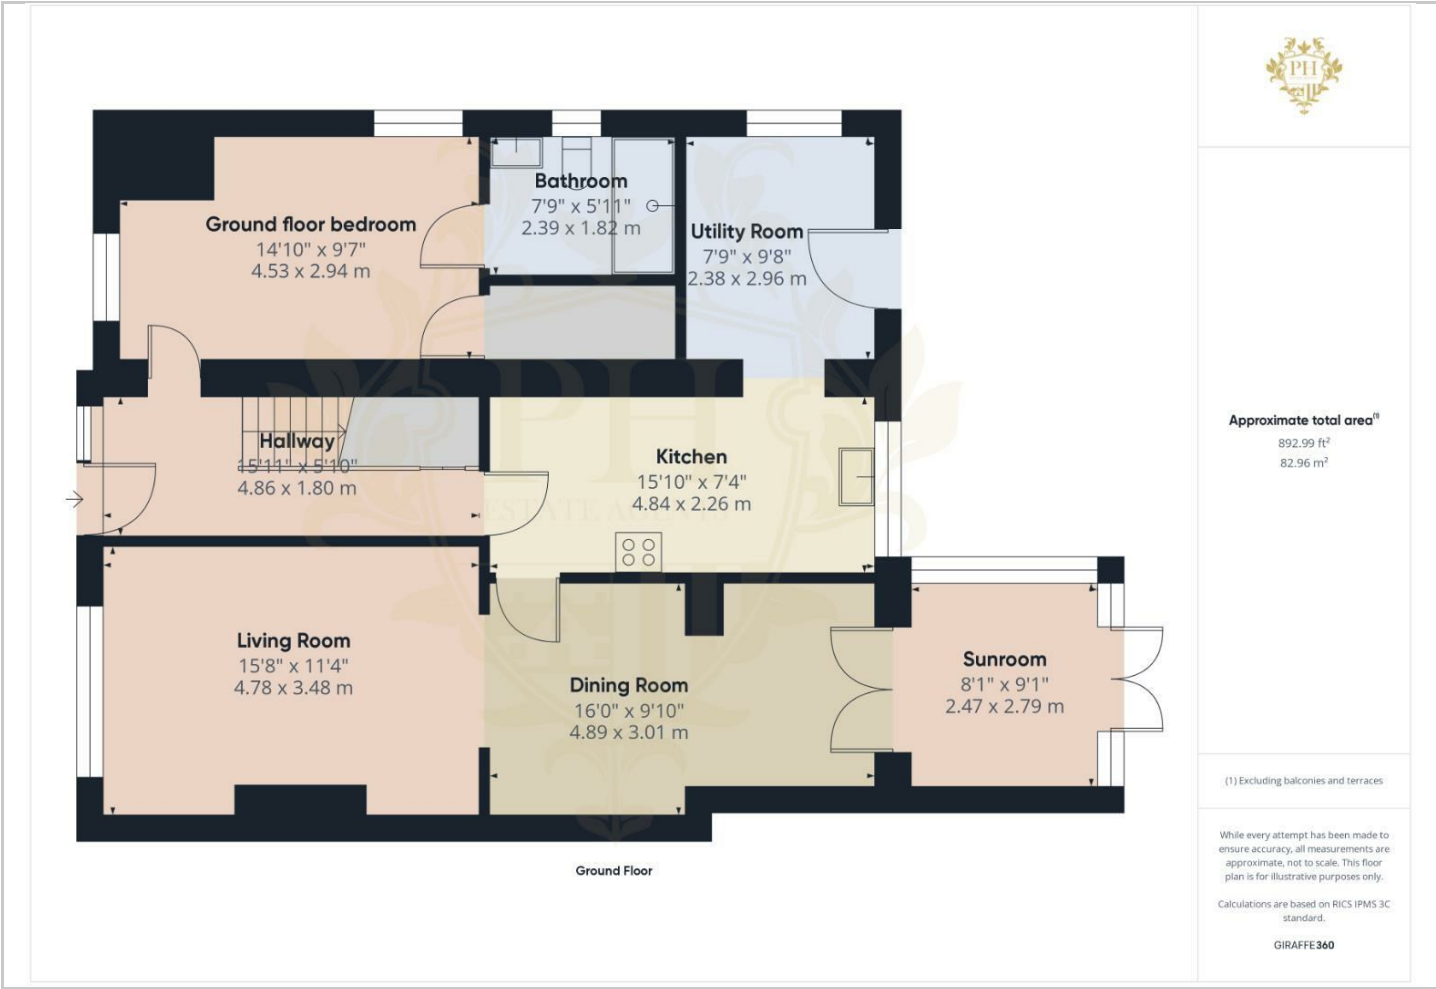 PH
Ground floor bedroom
14'10" x 9'7"
4.53 x 2.94 m
Bathroom
7'9" x 5'11"
2.39 x 1.82 m
Utility Room
7'9" x 9'8"
2.38 x 2.96 m
Hallway
15'11" x 5'10"
4.86 x 1.80 m
Kitchen
15'10" x 7'4"
4.84 x 2.26 m
PH
ESTATE AGENTS
Living Room
15'8" x 11'4"
4.78 x 3.48 m
Dining Room
16'0" x 9'10"
4.89 x 3.01 m
Sunroom
8'1" x 9'1"
2.47 x 2.79 m
Ground Floor
Approximate total area⁽¹⁾
892.99 ft²
82.96 m²
(1) Excluding balconies and terraces
While every attempt has been made to
ensure accuracy, all measurements are
approximate, not to scale. This floor
plan is for illustrative purposes only.
Calculations are based on RICS IPMS 3C
standard.
GIRAFFE360